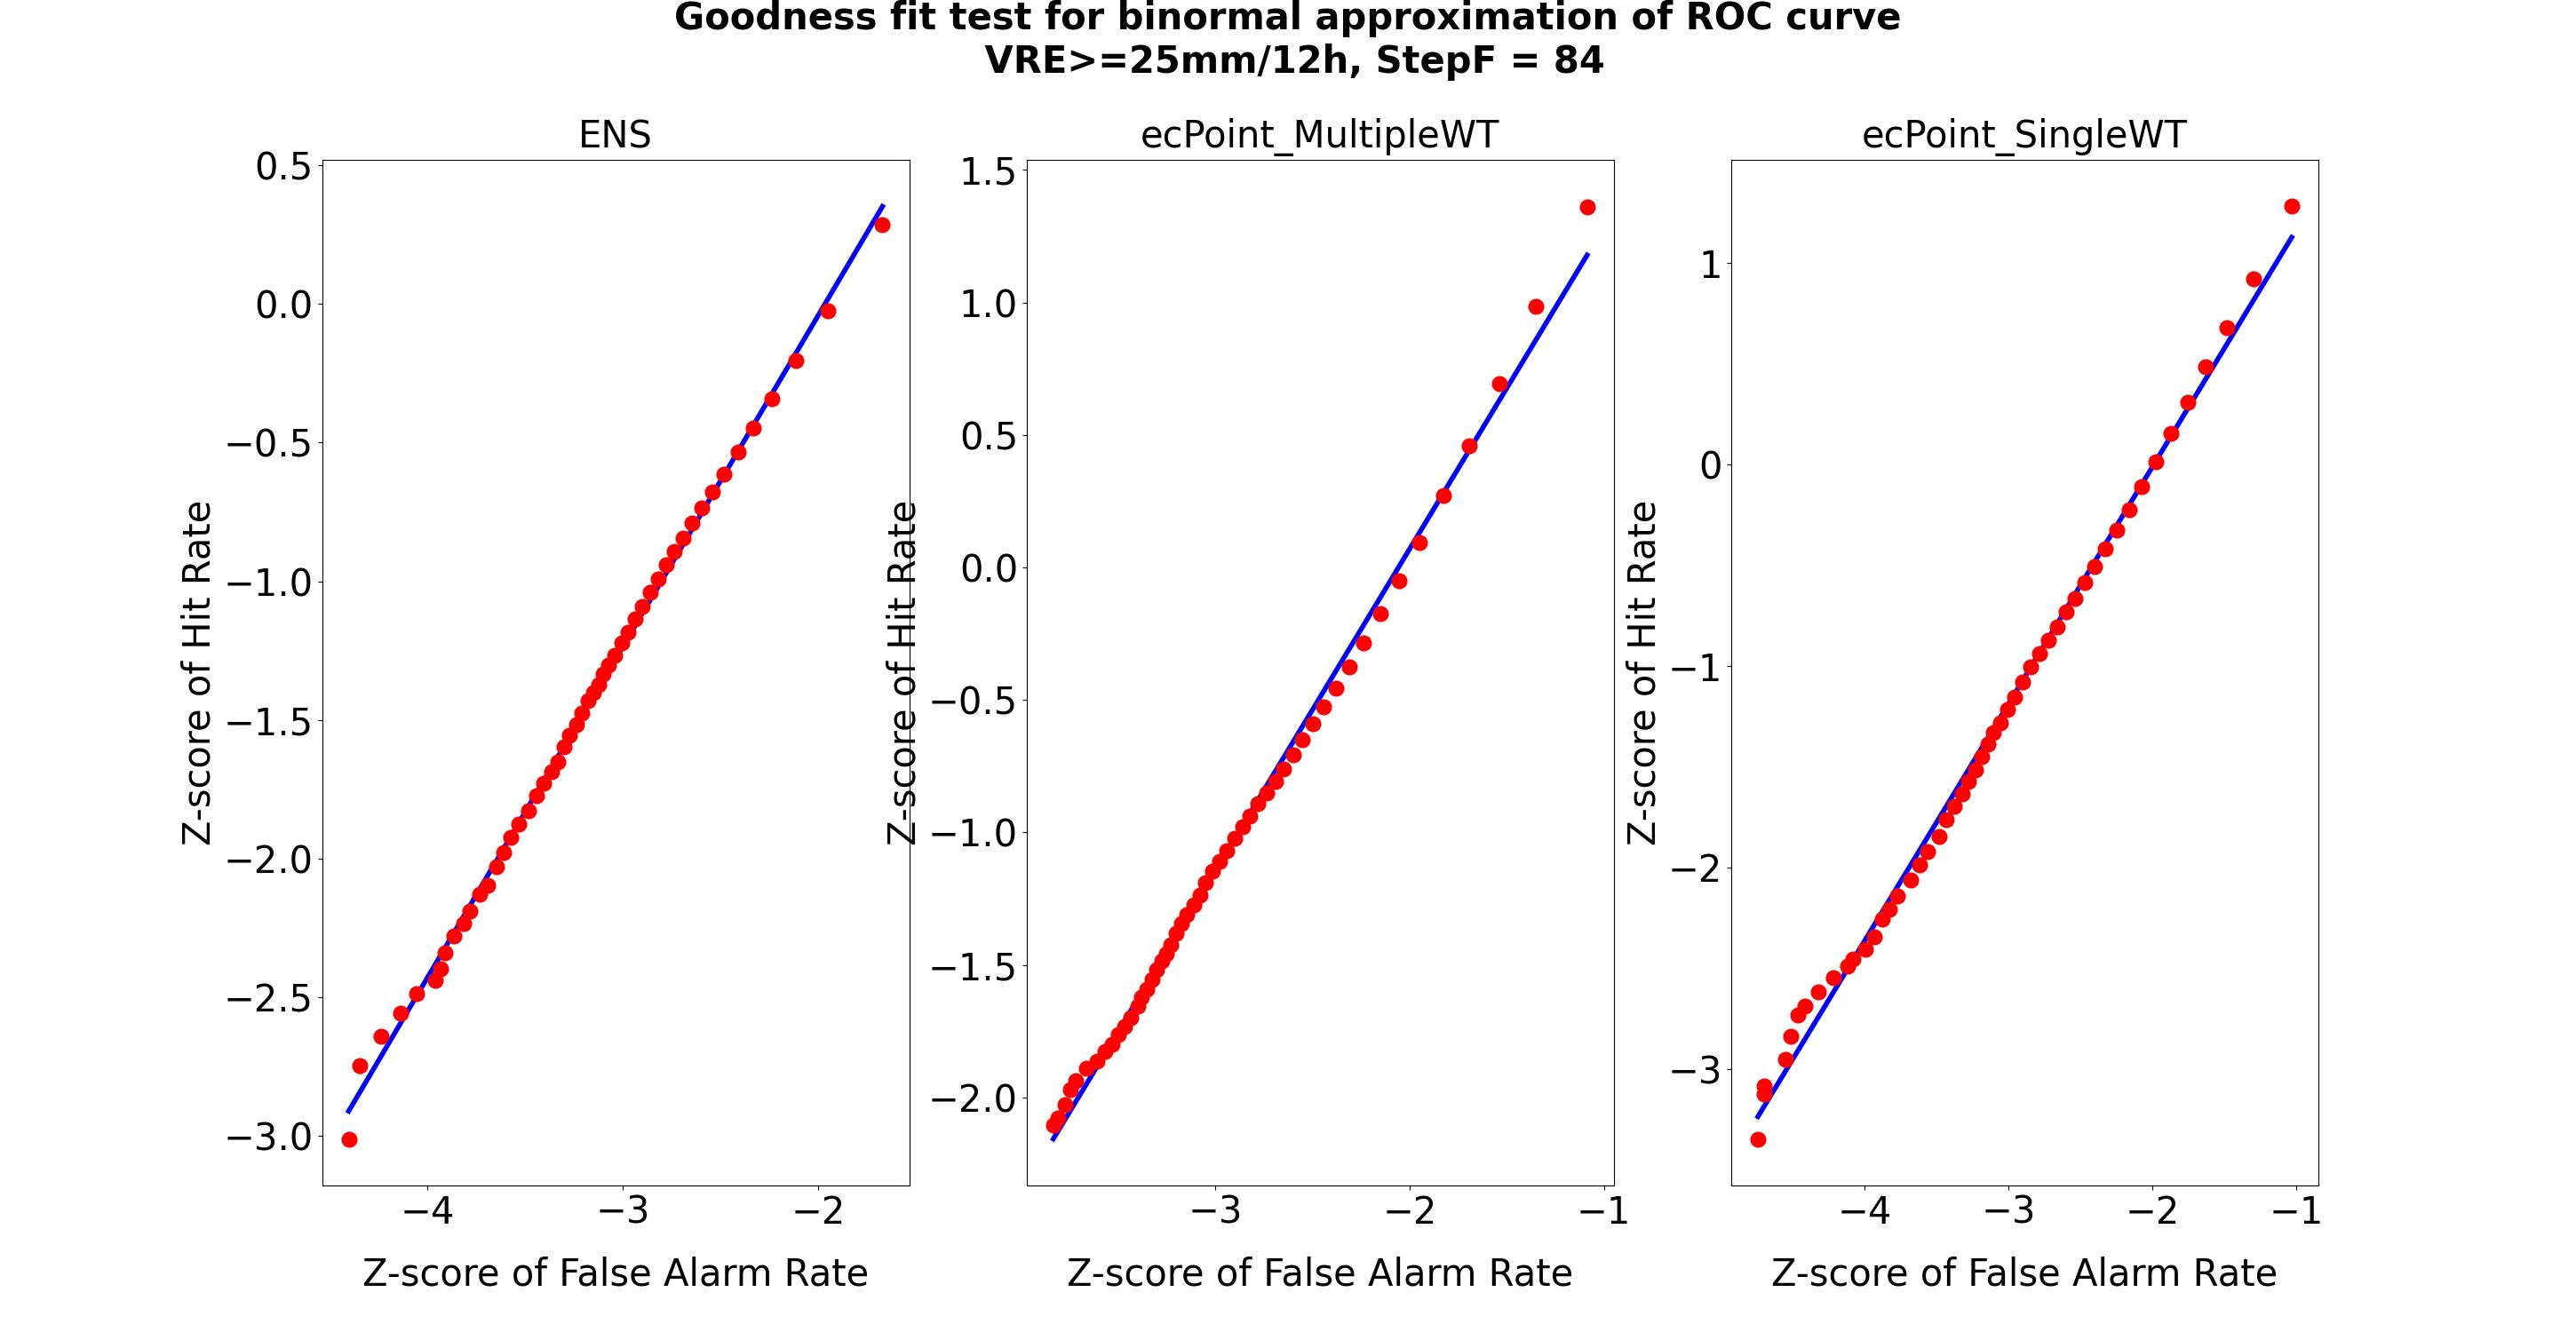 Goodness fit test for binormal approximation of ROC curve
VRE>=25mm/12h, StepF = 84
ENS
0.5
0.0
−0.5
−1.0
−1.5
−2.0
−2.5
−3.0
Z-score of Hit Rate
−4
−3
−2
Z-score of False Alarm Rate
ecPoint_MultipleWT
1.5
1.0
0.5
0.0
−0.5
−1.0
−1.5
−2.0
Z-score of Hit Rate
−3
−2
−1
Z-score of False Alarm Rate
ecPoint_SingleWT
1
0
−1
−2
−3
Z-score of Hit Rate
−4
−3
−2
−1
Z-score of False Alarm Rate